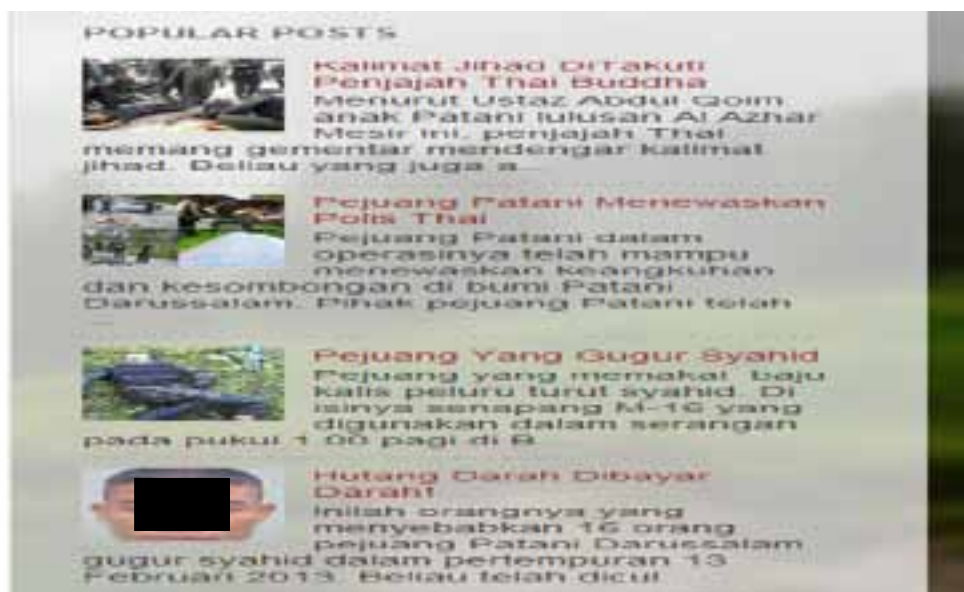 POPULAR POSTS
Kalimat Jihad DiTakuti
Penjajah Thai Buddha
Menurut Ustaz Abdul Qoim
anak Patani lulusan Al Azhar
Mesir ini, penjajah Thai
memang gementar mendengar kalimat
jihad. Beliau yang juga a...
Pejuang Patani Menewaskan
Polis Thai
Pejuang Patani dalam
operasinya telah mampu
menewaskan keangkuhan
dan kesombongan di bumi Patani
Darussalam. Pihak pejuang Patani telah
...
Pejuang Yang Gugur Syahid
Pejuang yang memakai baju
kalis peluru turut syahid. Di
isinya senapang M-16 yang
digunakan dalam serangan
pada pukul 1.00 pagi di B...
Hutang Darah Dibayar
Darah!
Inilah orangnya yang
menyebabkan 16 orang
pejuang Patani Darussalam
gugur syahid dalam pertempuran 13
Februari 2013. Beliau telah dicul...